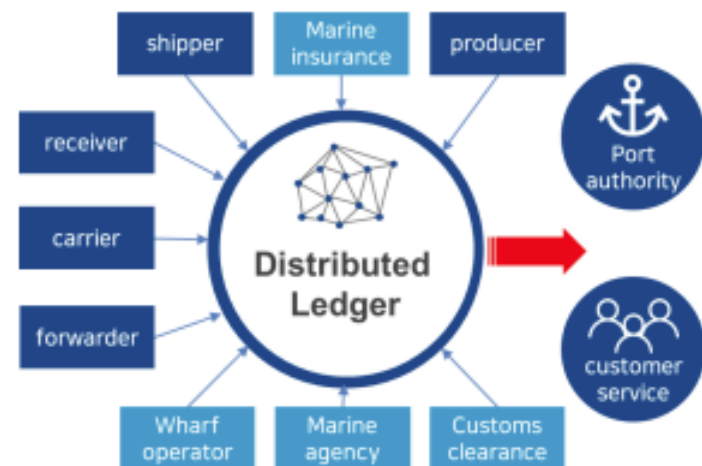 shipper
Marine
insurance
producer
receiver
carrier
forwarder
Distributed
Ledger
Port
authority
customer
service
Wharf
operator
Marine
agency
Customs
clearance